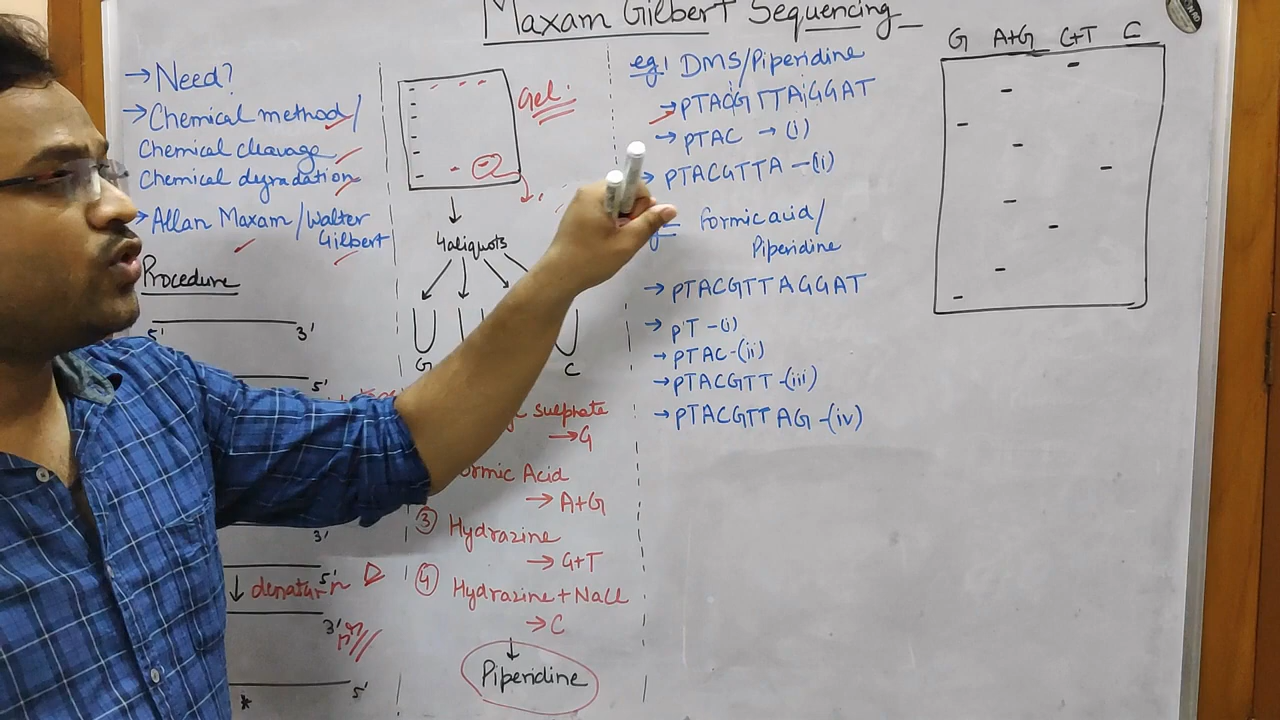 Maxam Gilbert Sequencing
→ Need?
→ Chemical method/
Chemical cleavage
Chemical degradation
→ Allan Maxam/Walter
Gilbert
Procedure
5' 3'
5'
3'
5'
↓ denatur^n
3'
5'
*
Gel.
4 aliquots
G C
sulphate
→ G
Formic Acid
→ A+G
③ Hydrazine
→ G+T
④ Hydrazine + NaCl
→ C
↓
Piperidine
eg! DMS/Piperidine
→ pTACGTTAGGAT
→ pTAC → (i)
→ pTACGTTA – (ii)
Formic acid/
Piperidine
→ pTACGTTAGGAT
→ pT – (i)
→ pTAC – (ii)
→ pTACGTT – (iii)
→ pTACGTTAG – (iv)
G A+G C+T C